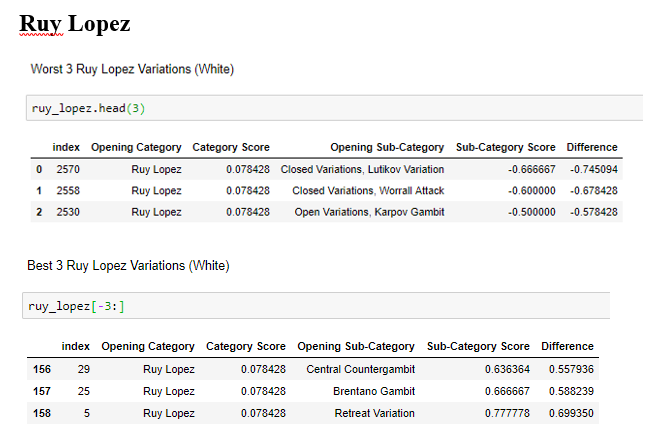 Ruy Lopez
Worst 3 Ruy Lopez Variations (White)
ruy_lopez.head(3)
index Opening Category Category Score Opening Sub-Category Sub-Category Score Difference
0 2570 Ruy Lopez 0.078428 Closed Variations, Lutikov Variation -0.666667 -0.745094
1 2558 Ruy Lopez 0.078428 Closed Variations, Worrall Attack -0.600000 -0.678428
2 2530 Ruy Lopez 0.078428 Open Variations, Karpov Gambit -0.500000 -0.578428
Best 3 Ruy Lopez Variations (White)
ruy_lopez[-3:]
index Opening Category Category Score Opening Sub-Category Sub-Category Score Difference
156 29 Ruy Lopez 0.078428 Central Countergambit 0.636364 0.557936
157 25 Ruy Lopez 0.078428 Brentano Gambit 0.666667 0.588239
158 5 Ruy Lopez 0.078428 Retreat Variation 0.777778 0.699350